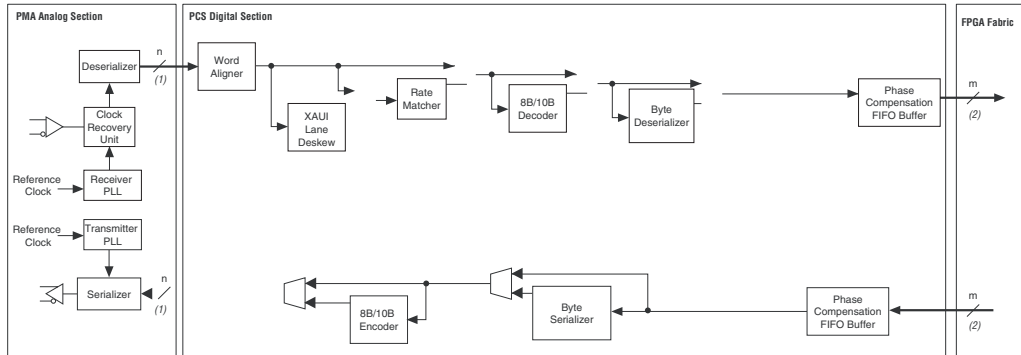 PMA Analog Section
PCS Digital Section
FPGA Fabric
Deserializer
n
(1)
Word
Aligner
Clock
Recovery
Unit
XAUI
Lane
Deskew
Rate
Matcher
8B/10B
Decoder
Byte
Deserializer
Phase
Compensation
FIFO Buffer
m
(2)
Reference
Clock
Receiver
PLL
Reference
Clock
Transmitter
PLL
Serializer
n
(1)
8B/10B
Encoder
Byte
Serializer
Phase
Compensation
FIFO Buffer
m
(2)